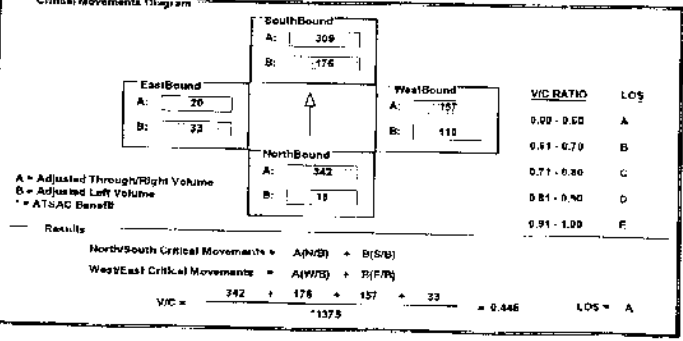 Critical Movements Diagram
SouthBound
A: 309
B: 176
EastBound
A: 20
B: 33
WestBound
A: 157
B: 110
NorthBound
A: 342
B:
V/C RATIO LOS
0.00 - 0.60 A
0.61 - 0.70 B
0.71 - 0.80 C
0.81 - 0.90 D
0.91 - 1.00 E
A = Adjusted Through/Right Volume
B = Adjusted Left Volume
* = ATSAC Benefit
Results
North/South Critical Movements = A(N/B) + B(S/B)
West/East Critical Movements = A(W/B) + B(E/B)
V/C = 342 + 176 + 157 + 33 = 0.446 LOS = A
*1375